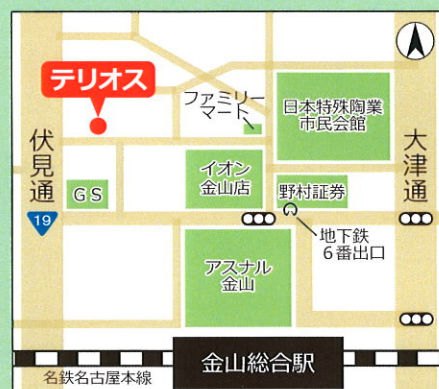 テリオス
ファミリー
マート
日本特殊陶業
市民会館
伏見通
大津通
イオン
金山店
野村証券
GS
19
地下鉄
6番出口
アスナル
金山
金山総合駅
名鉄名古屋本線